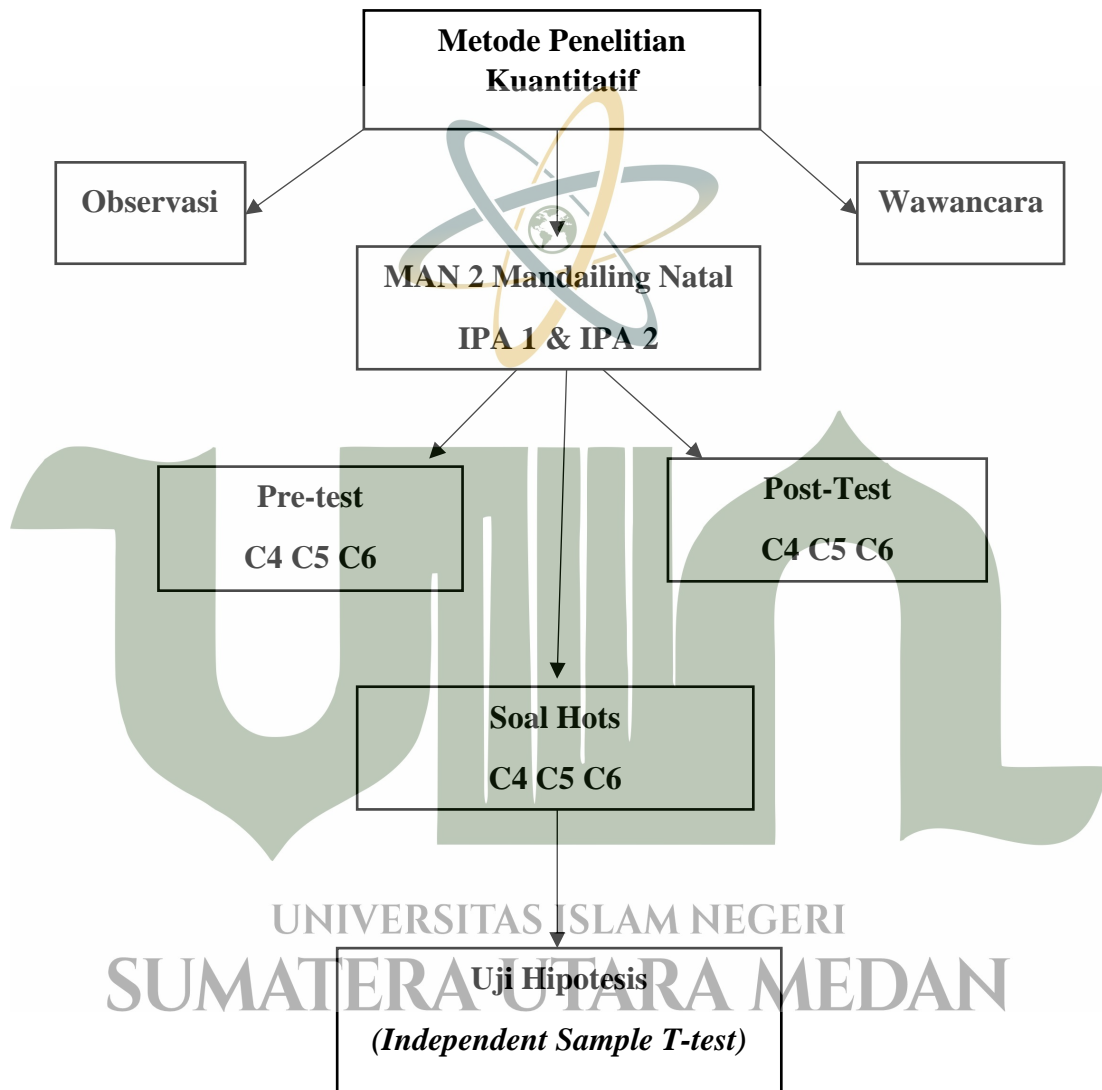 Metode Penelitian
Kuantitatif
Observasi
Wawancara
MAN 2 Mandailing Natal
IPA 1 & IPA 2
Pre-test
C4 C5 C6
Post-Test
C4 C5 C6
Soal Hots
C4 C5 C6
UNIVERSITAS ISLAM NEGERI
SUMATERA UTARA MEDAN
Uji Hipotesis
(Independent Sample T-test)